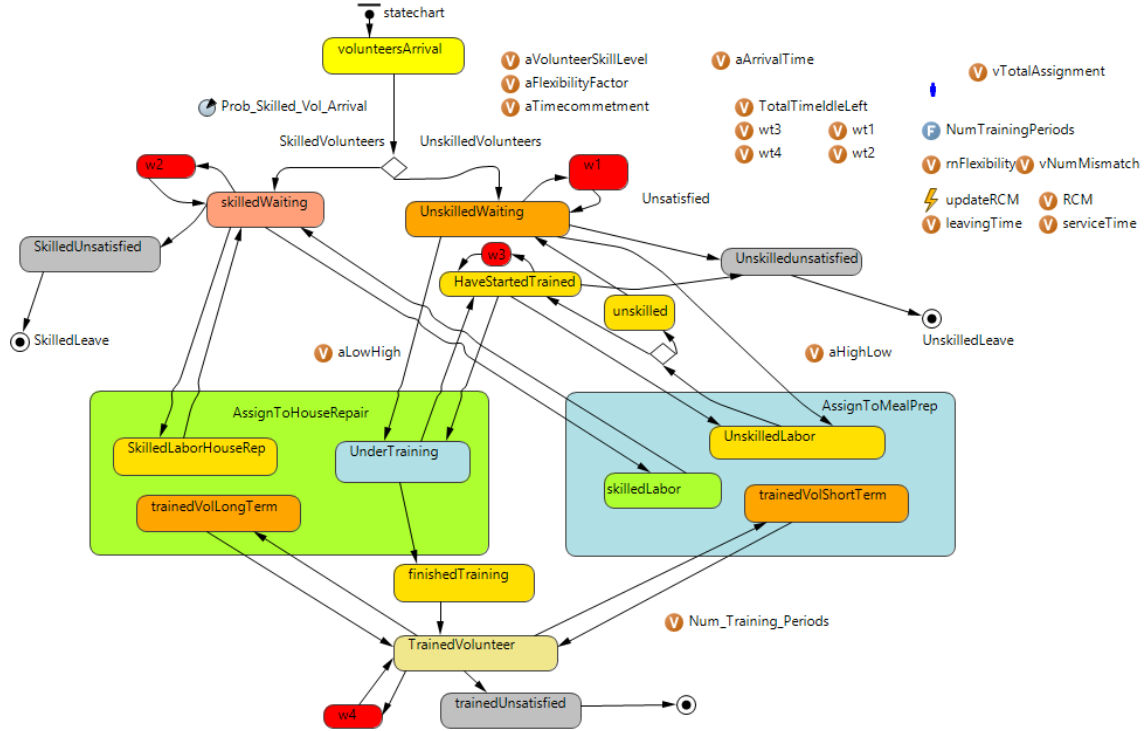 statechart
volunteersArrival
aVolunteerSkillLevel
aArrivalTime
vTotalAssignment
aFlexibilityFactor
Prob_Skilled_Vol_Arrival
aTimecommetment
TotalTimeIdleLeft
wt3
wt1
NumTrainingPeriods
SkilledVolunteers
UnskilledVolunteers
wt4
wt2
w2
w1
rnFlexibility
vNumMismatch
skilledWaiting
UnskilledWaiting
Unsatisfied
updateRCM
RCM
leavingTime
serviceTime
SkilledUnsatisfied
w3
Unskilledunsatisfied
HaveStartedTrained
unskilled
SkilledLeave
UnskilledLeave
aLowHigh
aHighLow
AssignToHouseRepair
AssignToMealPrep
SkilledLaborHouseRep
UnderTraining
UnskilledLabor
skilledLabor
trainedVolLongTerm
trainedVolShortTerm
finishedTraining
Num_Training_Periods
TrainedVolunteer
w4
trainedUnsatisfied